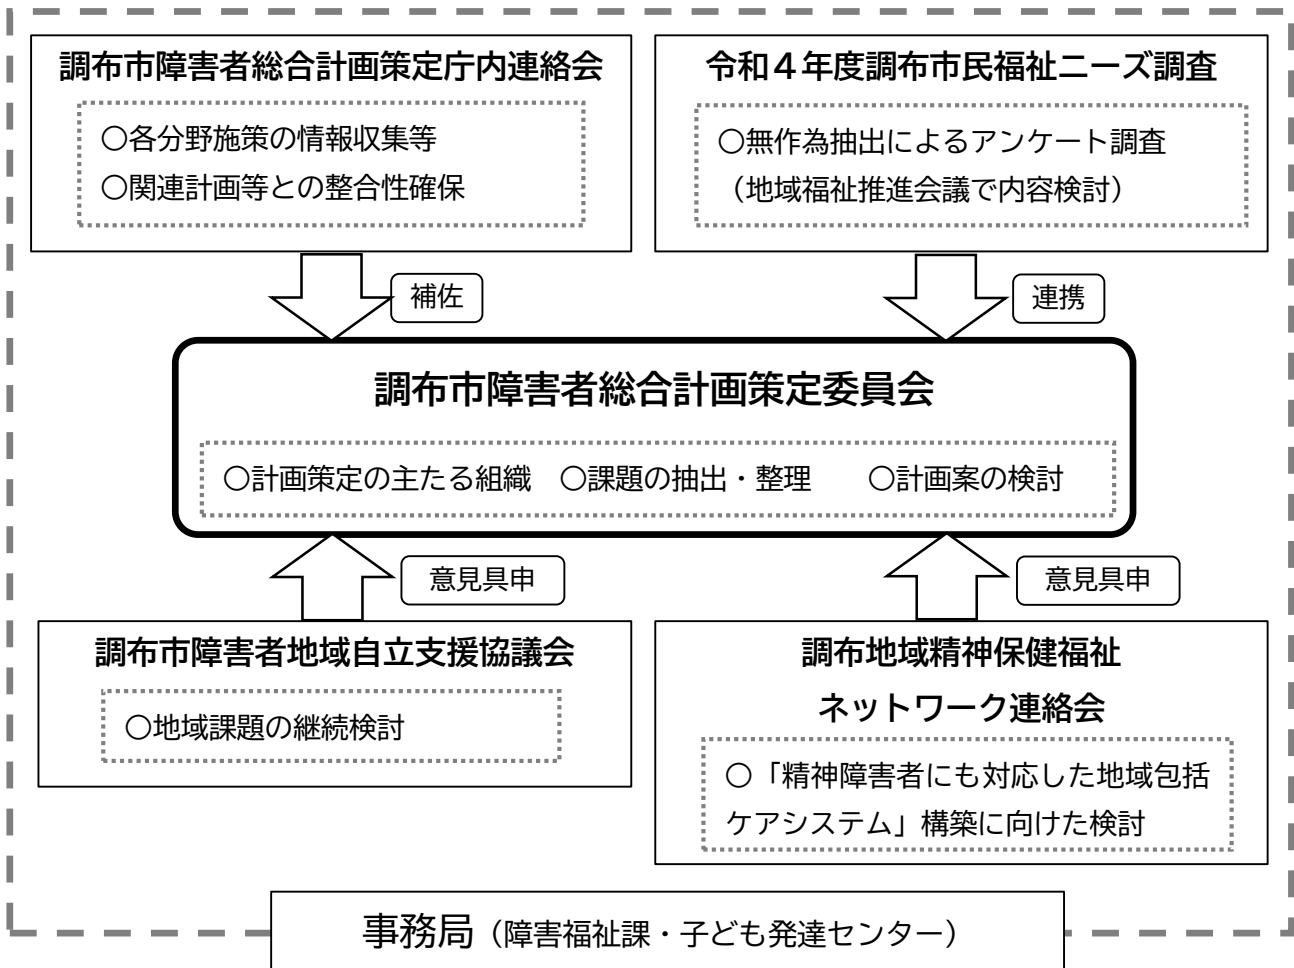 調布市障害者総合計画策定庁内連絡会
○各分野施策の情報収集等
○関連計画等との整合性確保
令和４年度調布市民福祉ニーズ調査
○無作為抽出によるアンケート調査
（地域福祉推進会議で内容検討）
補佐
連携
調布市障害者総合計画策定委員会
○計画策定の主たる組織　○課題の抽出・整理　　○計画案の検討
意見具申
意見具申
調布市障害者地域自立支援協議会
○地域課題の継続検討
調布地域精神保健福祉
ネットワーク連絡会
○「精神障害者にも対応した地域包括
ケアシステム」構築に向けた検討
事務局（障害福祉課・子ども発達センター）